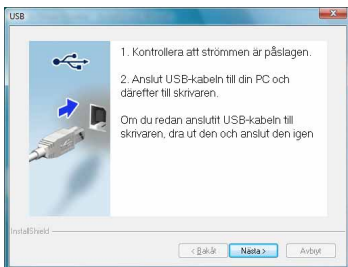 USB
1. Kontrollera att strömmen är påslagen.
2. Anslut USB-kabeln till din PC och
därefter till skrivaren.
Om du redan anslutit USB-kabeln till
skrivaren, dra ut den och anslut den igen
InstallShield
< Bakåt Nästa > Avbryt